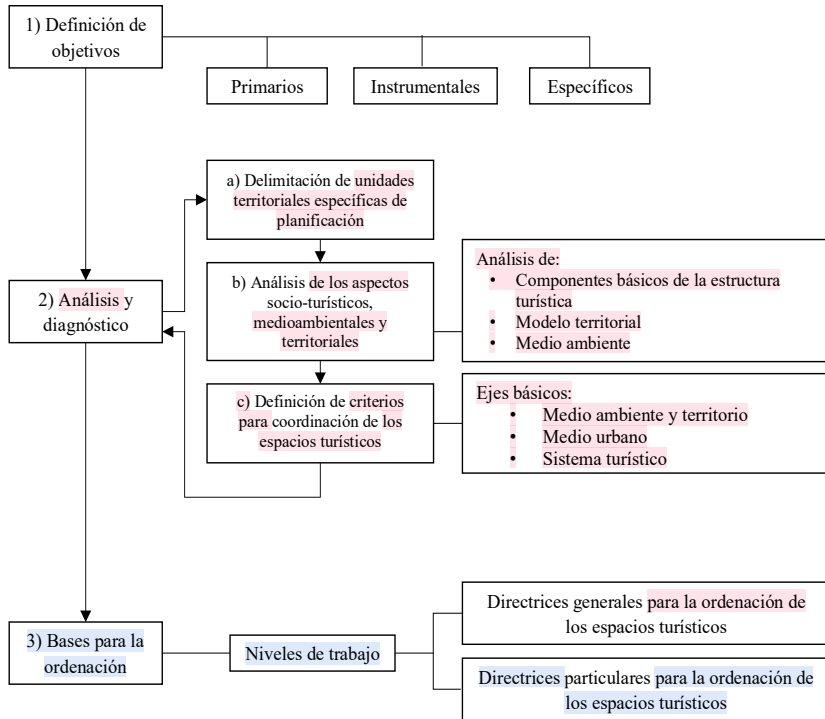 1) Definición de
objetivos
Primarios
Instrumentales
Específicos
a) Delimitación de unidades
territoriales específicas de
planificación
2) Análisis y
diagnóstico
b) Análisis de los aspectos
socio-turísticos,
medioambientales y
territoriales
Análisis de:
• Componentes básicos de la estructura
turística
• Modelo territorial
• Medio ambiente
c) Definición de criterios
para coordinación de los
espacios turísticos
Ejes básicos:
• Medio ambiente y territorio
• Medio urbano
• Sistema turístico
3) Bases para la
ordenación
Niveles de trabajo
Directrices generales para la ordenación de
los espacios turísticos
Directrices particulares para la ordenación de
los espacios turísticos